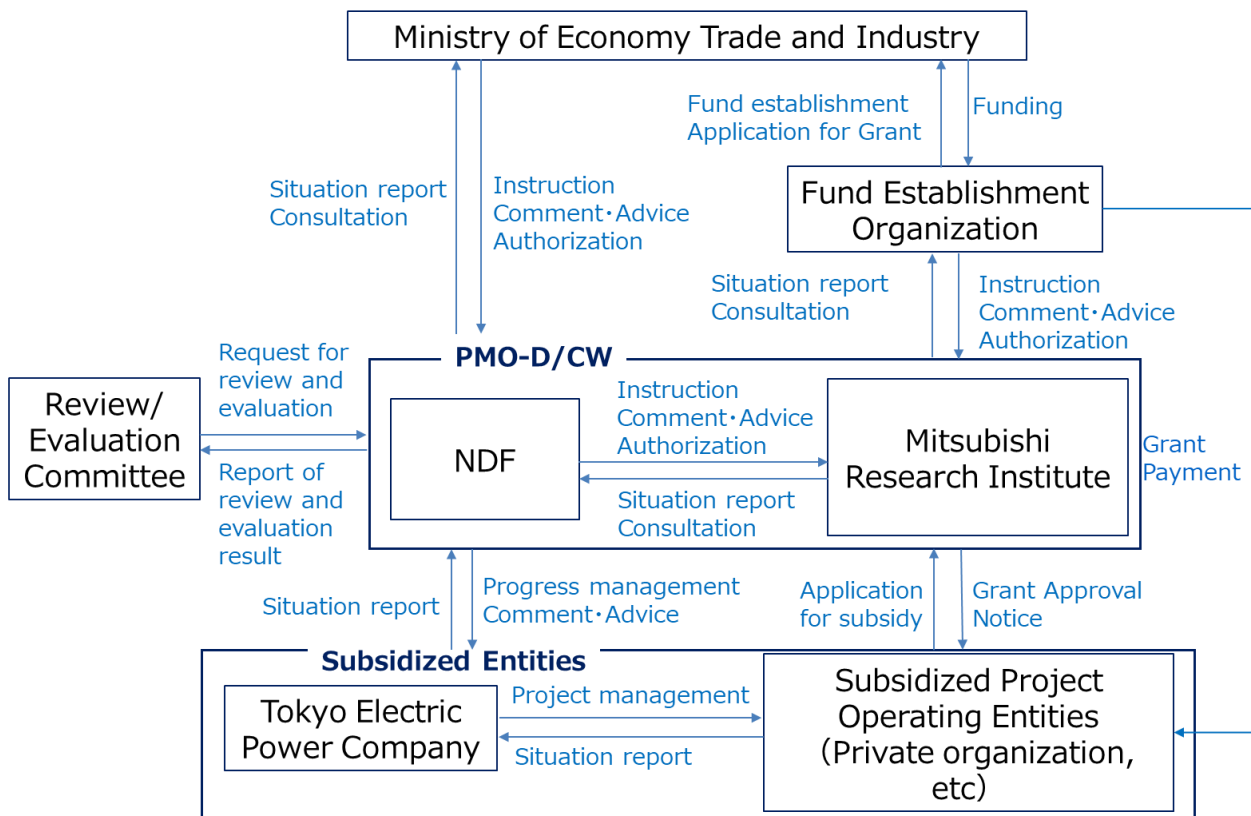 Ministry of Economy Trade and Industry
Fund establishment
Application for Grant
Funding
Situation report
Consultation
Instruction
Comment・Advice
Authorization
Fund Establishment
Organization
Situation report
Consultation
Instruction
Comment・Advice
Authorization
PMO-D/CW
Request for
review and
evaluation
Review/
Evaluation
Committee
Report of
review and
evaluation
result
NDF
Instruction
Comment・Advice
Authorization
Situation report
Consultation
Mitsubishi
Research Institute
Grant
Payment
Situation report
Progress management
Comment・Advice
Application
for subsidy
Grant Approval
Notice
Subsidized Entities
Tokyo Electric
Power Company
Project management
Situation report
Subsidized Project
Operating Entities
（Private organization,
etc）